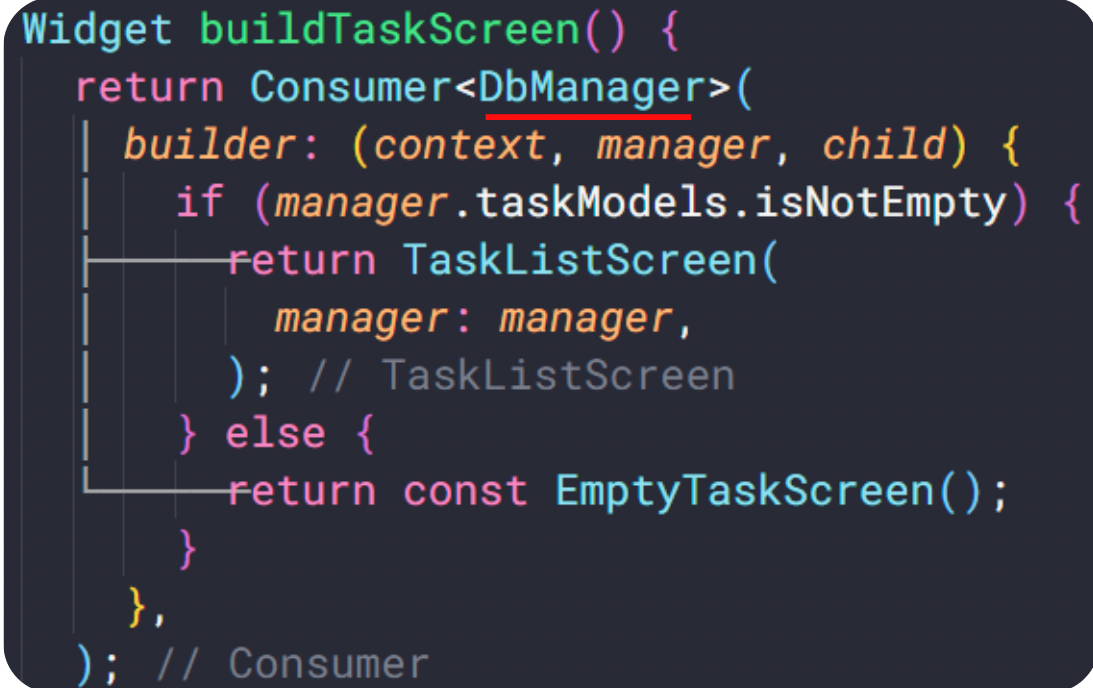 Widget buildTaskScreen() {
return Consumer<DbManager>(
builder: (context, manager, child) {
if (manager.taskModels.isNotEmpty) {
return TaskListScreen(
manager: manager,
); // TaskListScreen
} else {
return const EmptyTaskScreen();
}
},
); // Consumer